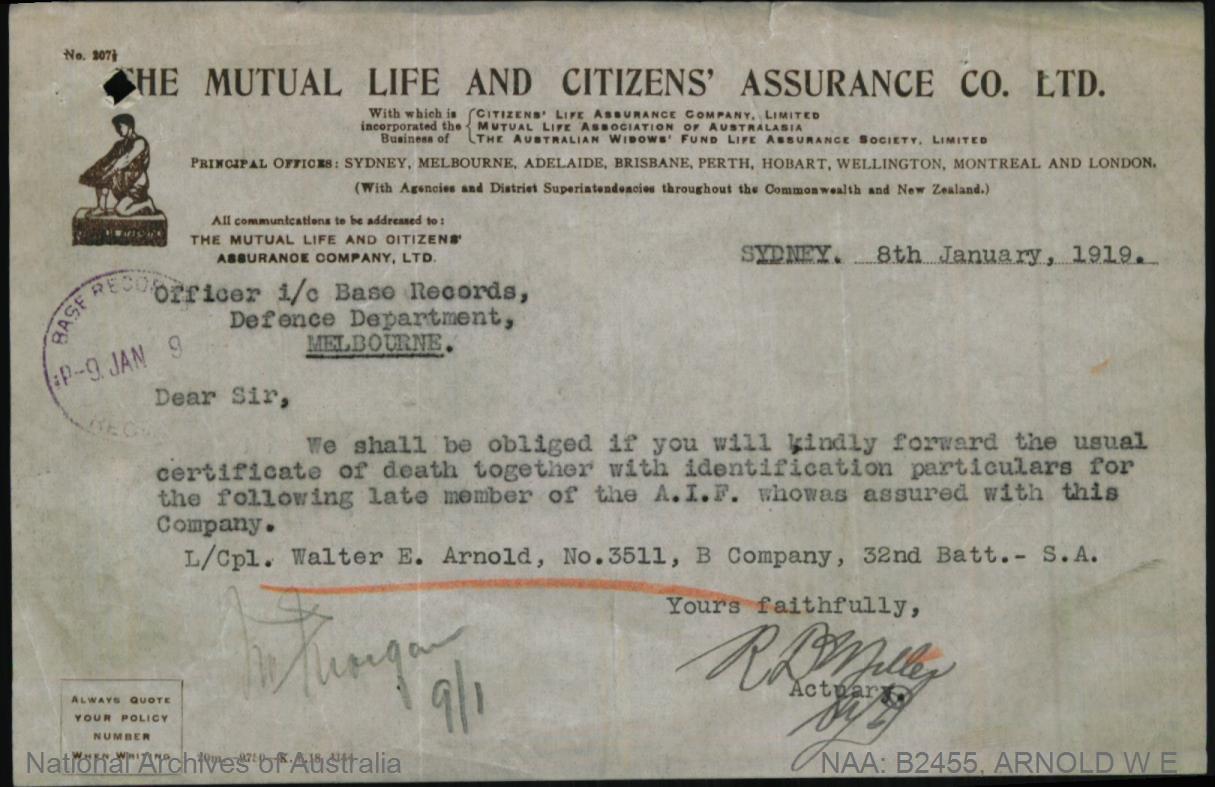 No. 207½
THE MUTUAL LIFE AND CITIZENS' ASSURANCE CO. LTD.
With which is incorporated the Business of
CITIZENS' LIFE ASSURANCE COMPANY, LIMITED
MUTUAL LIFE ASSOCIATION OF AUSTRALASIA
THE AUSTRALIAN WIDOWS' FUND LIFE ASSURANCE SOCIETY, LIMITED
PRINCIPAL OFFICES: SYDNEY, MELBOURNE, ADELAIDE, BRISBANE, PERTH, HOBART, WELLINGTON, MONTREAL AND LONDON.
(With Agencies and District Superintendencies throughout the Commonwealth and New Zealand.)
All communications to be addressed to:
THE MUTUAL LIFE AND CITIZENS'
ASSURANCE COMPANY, LTD.
SYDNEY. 8th January, 1919.
BASE RECORDS
9 JAN 9
Officer i/c Base Records,
Defence Department,
MELBOURNE.
Dear Sir,
We shall be obliged if you will kindly forward the usual
certificate of death together with identification particulars for
the following late member of the A.I.F. whowas assured with this
Company.
L/Cpl. Walter E. Arnold, No.3511, B Company, 32nd Batt.- S.A.
Yours faithfully,
R B Miller
Actuary.
Morgan
9/1
ALWAYS QUOTE
YOUR POLICY
NUMBER
WHEN WRITING
National Archives of Australia
NAA: B2455, ARNOLD W E